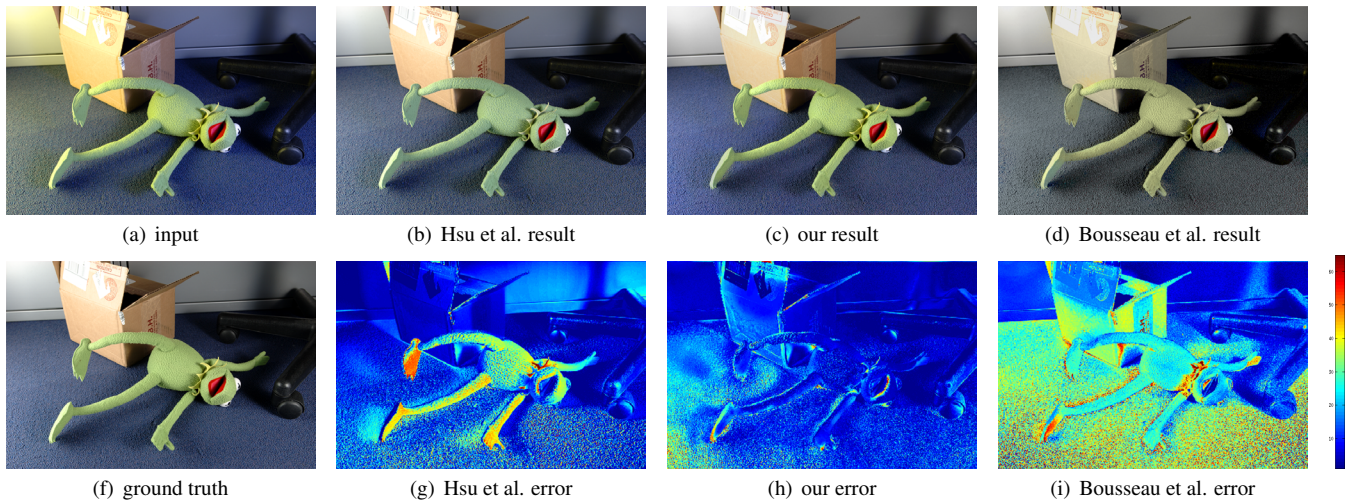 (a) input
(b) Hsu et al. result
(c) our result
(d) Bousseau et al. result
(f) ground truth
(g) Hsu et al. error
(h) our error
(i) Bousseau et al. error